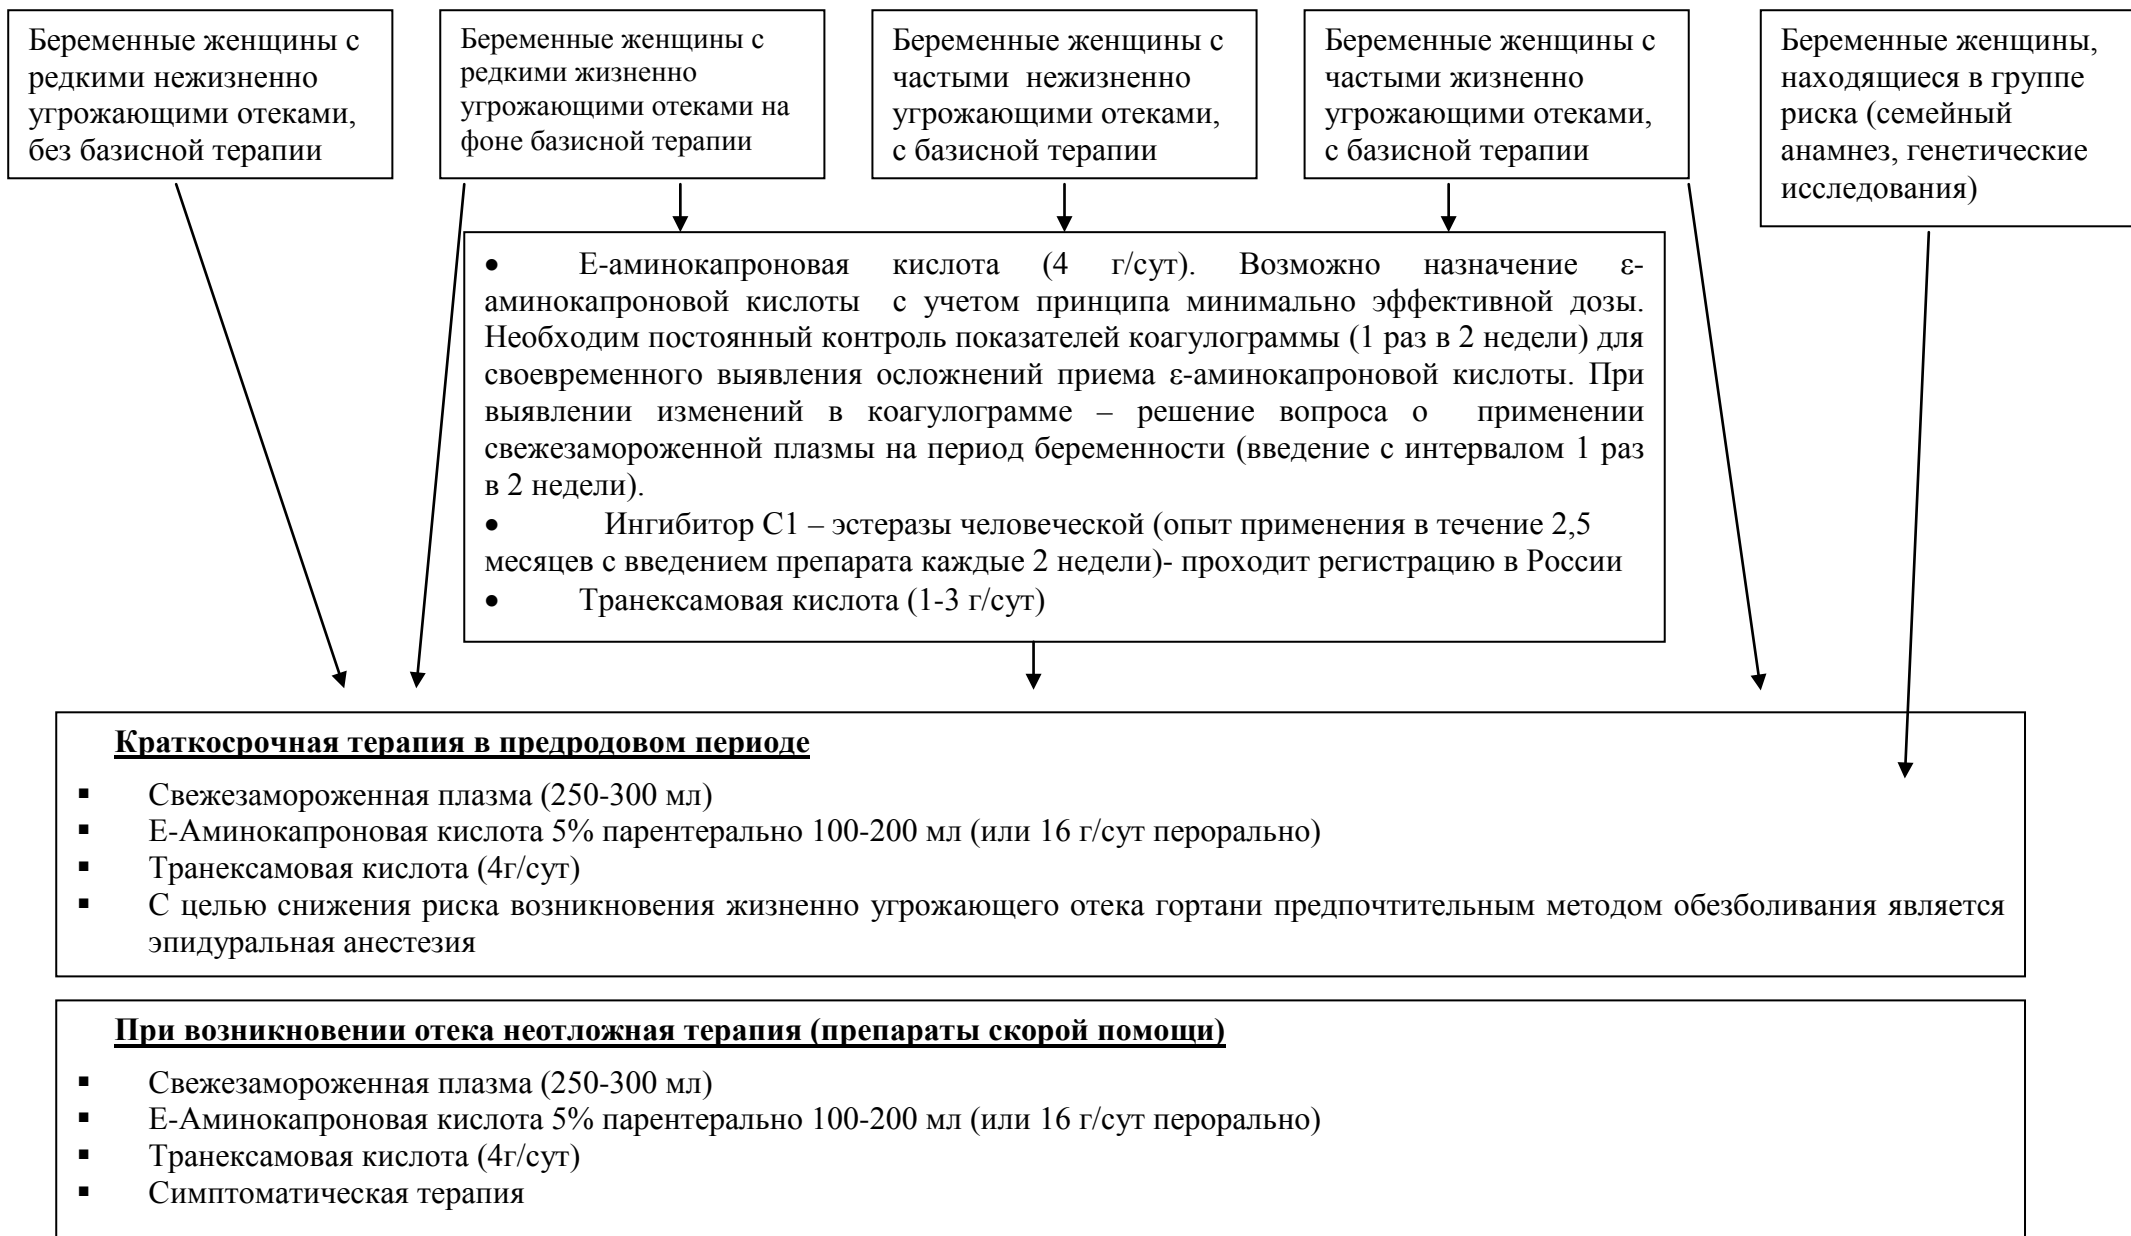 Беременные женщины с
редкими нежизненно
угрожающими отеками,
без базисной терапии
Беременные женщины с
редкими жизненно
угрожающими отеками на
фоне базисной терапии
Беременные женщины с
частыми нежизненно
угрожающими отеками,
с базисной терапии
Беременные женщины с
частыми жизненно
угрожающими отеками,
с базисной терапии
Беременные женщины,
находящиеся в группе
риска (семейный
анамнез, генетические
исследования)
• Е-аминокапроновая кислота (4 г/сут). Возможно назначение ε-
аминокапроновой кислоты с учетом принципа минимально эффективной дозы.
Необходим постоянный контроль показателей коагулограммы (1 раз в 2 недели) для
своевременного выявления осложнений приема ε-аминокапроновой кислоты. При
выявлении изменений в коагулограмме – решение вопроса о применении
свежезамороженной плазмы на период беременности (введение с интервалом 1 раз
в 2 недели).
• Ингибитор С1 – эстеразы человеческой (опыт применения в течение 2,5
месяцев с введением препарата каждые 2 недели)- проходит регистрацию в России
• Транексамовая кислота (1-3 г/сут)
Краткосрочная терапия в предродовом периоде
▪ Свежезамороженная плазма (250-300 мл)
▪ Е-Аминокапроновая кислота 5% парентерально 100-200 мл (или 16 г/сут перорально)
▪ Транексамовая кислота (4г/сут)
▪ С целью снижения риска возникновения жизненно угрожающего отека гортани предпочтительным методом обезболивания является
эпидуральная анестезия
При возникновении отека неотложная терапия (препараты скорой помощи)
▪ Свежезамороженная плазма (250-300 мл)
▪ Е-Аминокапроновая кислота 5% парентерально 100-200 мл (или 16 г/сут перорально)
▪ Транексамовая кислота (4г/сут)
▪ Симптоматическая терапия